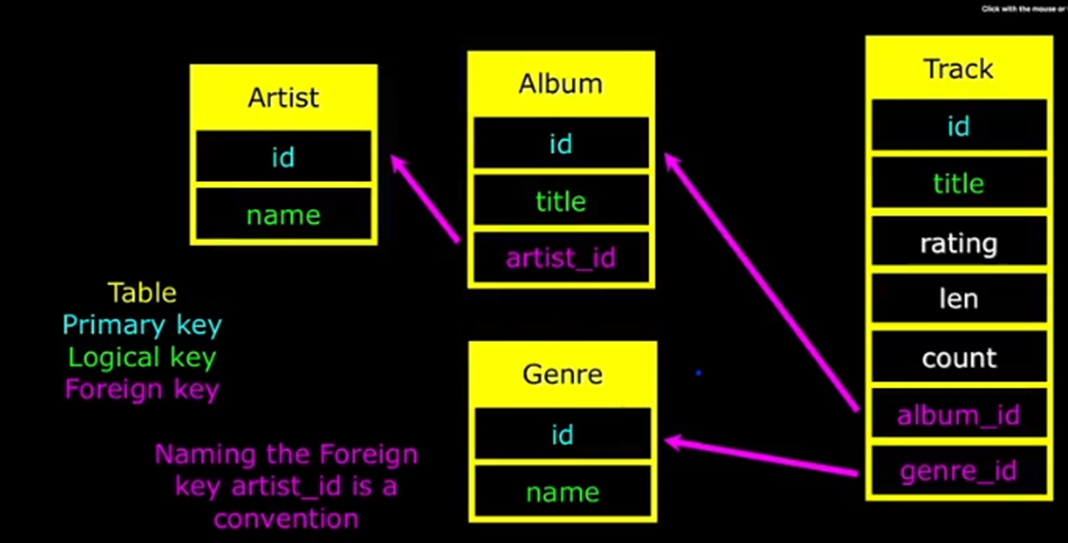 Click with the mouse or
Artist
id
name
Album
id
title
artist_id
Track
id
title
rating
len
count
album_id
genre_id
Table
Primary key
Logical key
Foreign key
Genre
id
name
Naming the Foreign
key artist_id is a
convention